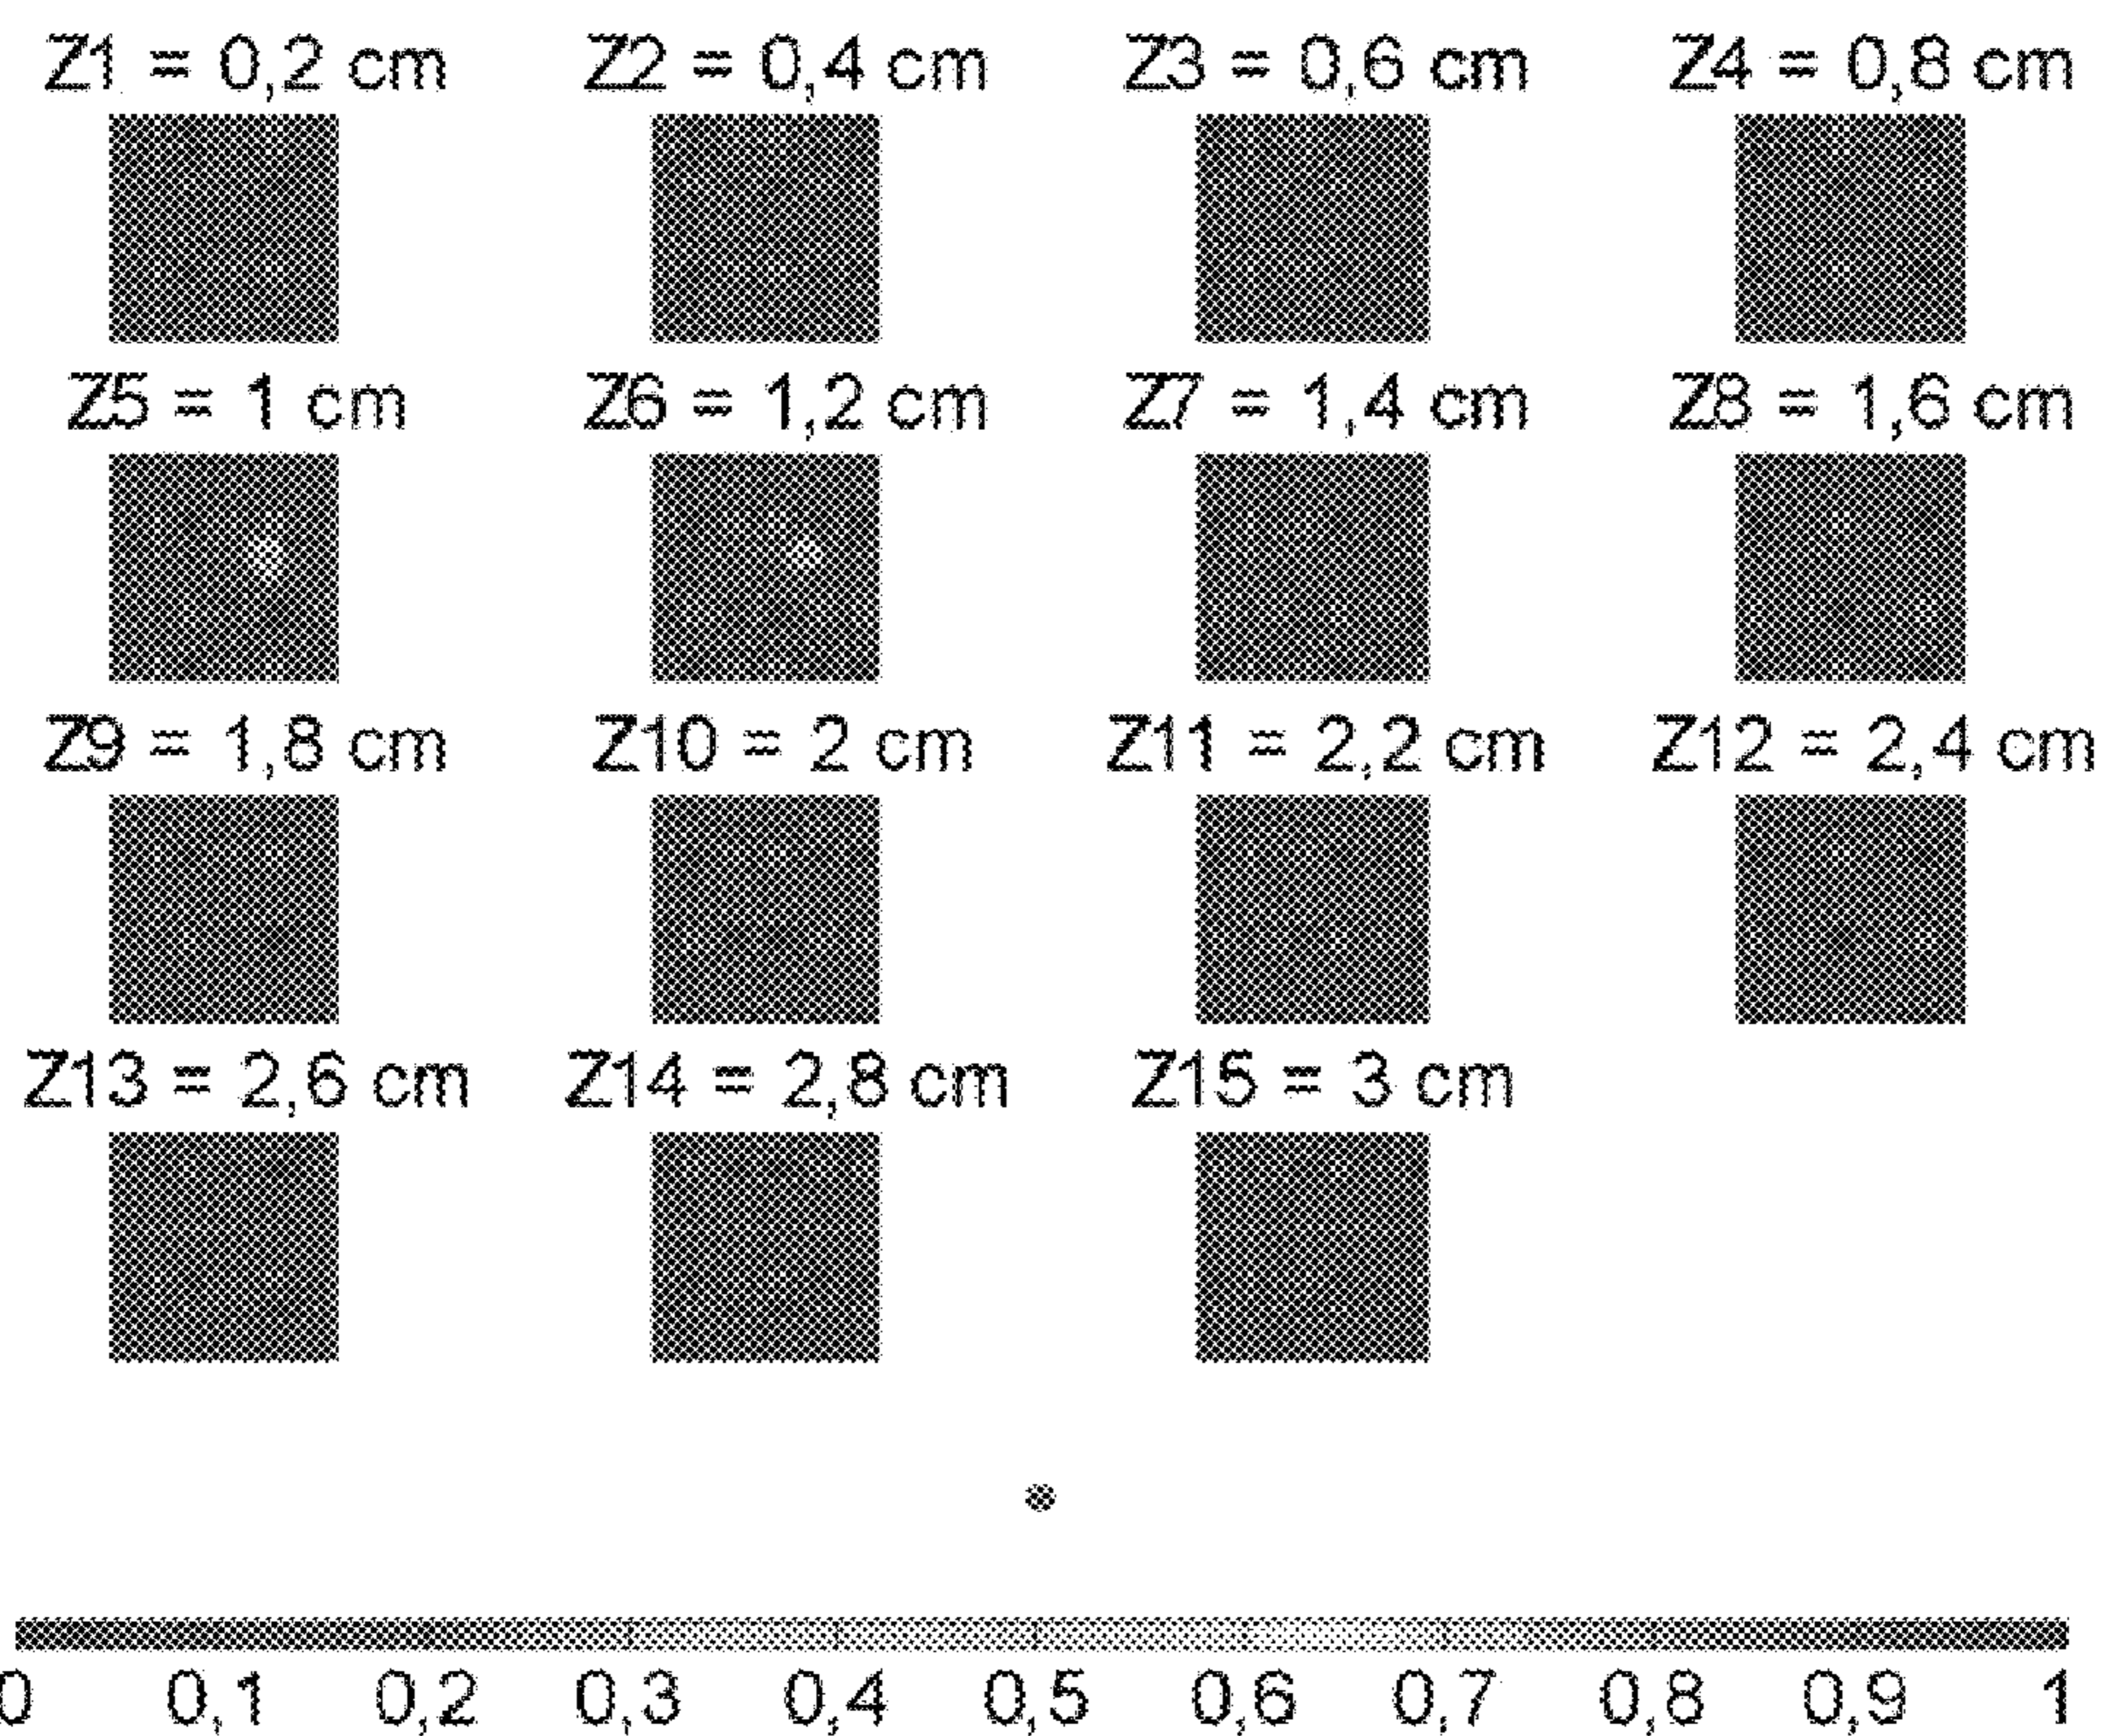 Z1 = 0,2 cm Z2 = 0,4 cm Z3 = 0,6 cm Z4 = 0,8 cm
Z5 = 1 cm Z6 = 1,2 cm Z7 = 1,4 cm Z8 = 1,6 cm
Z9 = 1,8 cm Z10 = 2 cm Z11 = 2,2 cm Z12 = 2,4 cm
Z13 = 2,6 cm Z14 = 2,8 cm Z15 = 3 cm
0 0,1 0,2 0,3 0,4 0,5 0,6 0,7 0,8 0,9 1